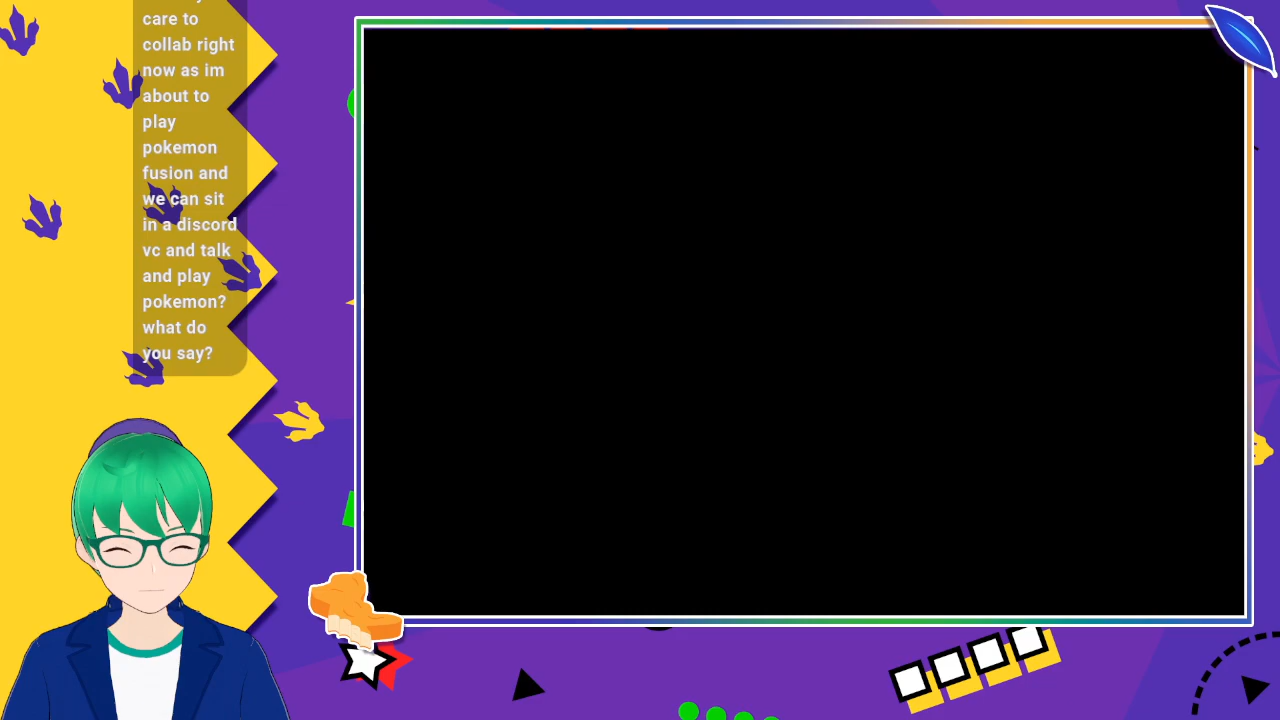 care to
collab right
now as im
about to
play
pokemon
fusion and
we can sit
in a discord
vc and talk
and play
pokemon?
what do
you say?